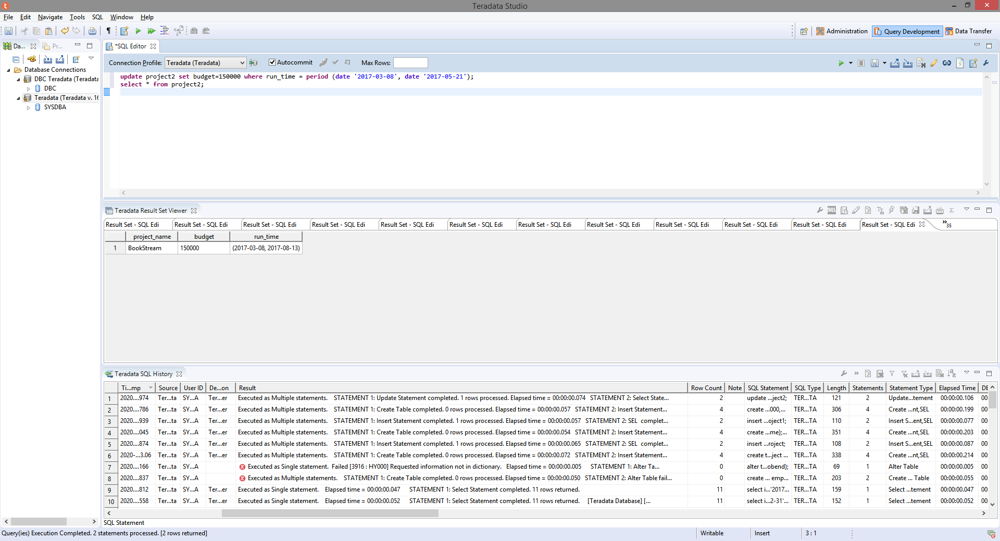 Teradata Studio
File Edit Navigate Tools SQL Window Help
Administration Query Development Data Transfer
Da... Pr...
Database Connections
DBC Teradata (Teradata
DBC
Teradata (Teradata v. 16
SYSDBA
*SQL Editor
Connection Profile: Teradata (Teradata) Autocommit Max Rows:
update project2 set budget=150000 where run_time = period (date '2017-03-08', date '2017-05-21');
select * from project2;
Teradata Result Set Viewer
Result Set - SQL Edi Result Set - SQL Edi Result Set - SQL Edi Result Set - SQL Edi Result Set - SQL Edi Result Set - SQL Edi Result Set - SQL Edi Result Set - SQL Edi Result Set - SQL Edi Result Set - SQL Edi Result Set - SQL Edi Result Set - SQL Edi »35
project_name budget run_time
1 BookStream 150000 (2017-03-08, 2017-08-13)
Teradata SQL History
Ti...mp Source User ID De...on Result Row Count Note SQL Statement SQL Type Length Statements Statement Type Elapsed Time DE
1 2020....974 Ter...ta SY...A Ter...er Executed as Multiple statements. STATEMENT 1: Update Statement completed. 1 rows processed. Elapsed time = 00:00:00.074 STATEMENT 2: Select State... 2 update ...ject2; TER...TA 121 2 Update...tement 00:00:00.106 00:
2 2020....786 Ter...ta SY...A Ter...er Executed as Multiple statements. STATEMENT 1: Create Table completed. 0 rows processed. Elapsed time = 00:00:00.057 STATEMENT 2: Insert Statement... 4 create ...000,... TER...TA 306 4 Create ...nt,SEL 00:00:00.199 00:
3 2020....939 Ter...ta SY...A Ter...er Executed as Multiple statements. STATEMENT 1: Insert Statement completed. 1 rows processed. Elapsed time = 00:00:00.057 STATEMENT 2: SEL complet... 2 insert ...oject1; TER...TA 110 2 Insert S...ent,SEL 00:00:00.077 00:
4 2020....045 Ter...ta SY...A Ter...er Executed as Multiple statements. STATEMENT 1: Create Table completed. 0 rows processed. Elapsed time = 00:00:00.054 STATEMENT 2: Insert Statement... 4 create ...me);... TER...TA 351 4 Create ...nt,SEL 00:00:00.203 00:
5 2020....874 Ter...ta SY...A Ter...er Executed as Multiple statements. STATEMENT 1: Insert Statement completed. 1 rows processed. Elapsed time = 00:00:00.065 STATEMENT 2: SEL complet... 2 insert ...roject; TER...TA 108 2 Insert S...ent,SEL 00:00:00.087 00:
6 2020-...3.06 Ter...ta SY...A Ter...er Executed as Multiple statements. STATEMENT 1: Create Table completed. 0 rows processed. Elapsed time = 00:00:00.072 STATEMENT 2: Insert Statement... 4 create t...ject ... TER...TA 338 4 Create ...nt,SEL 00:00:00.214 00:
7 2020....166 Ter...ta SY...A Executed as Single statement. Failed [3916 : HY000] Requested information not in dictionary. Elapsed time = 00:00:00.005 STATEMENT 1: Alter Ta... 0 alter t...obend); TER...TA 69 1 Alter Table 00:00:00.005 00:
8 2020....837 Ter...ta SY...A Executed as Multiple statements. STATEMENT 1: Create Table completed. 0 rows processed. Elapsed time = 00:00:00.050 STATEMENT 2: Alter Table fail... 0 create ... emp... TER...TA 203 2 Create ... Table 00:00:00.055 00:
9 2020....812 Ter...ta SY...A Ter...er Executed as Single statement. Elapsed time = 00:00:00.047 STATEMENT 1: Select Statement completed. 11 rows returned. 11 select i...'2017... TER...TA 159 1 Select ...tement 00:00:00.047 00:
10 2020....558 Ter...ta SY...A Ter...er Executed as Single statement. Elapsed time = 00:00:00.052 STATEMENT 1: Select Statement completed. 11 rows returned. [Teradata Database] [... 11 select i...2-31'... TER...TA 152 1 Select ...tement 00:00:00.052 00:
SQL Statement
Query(ies) Execution Completed. 2 statements processed. [2 rows returned] Writable Insert 3 : 1